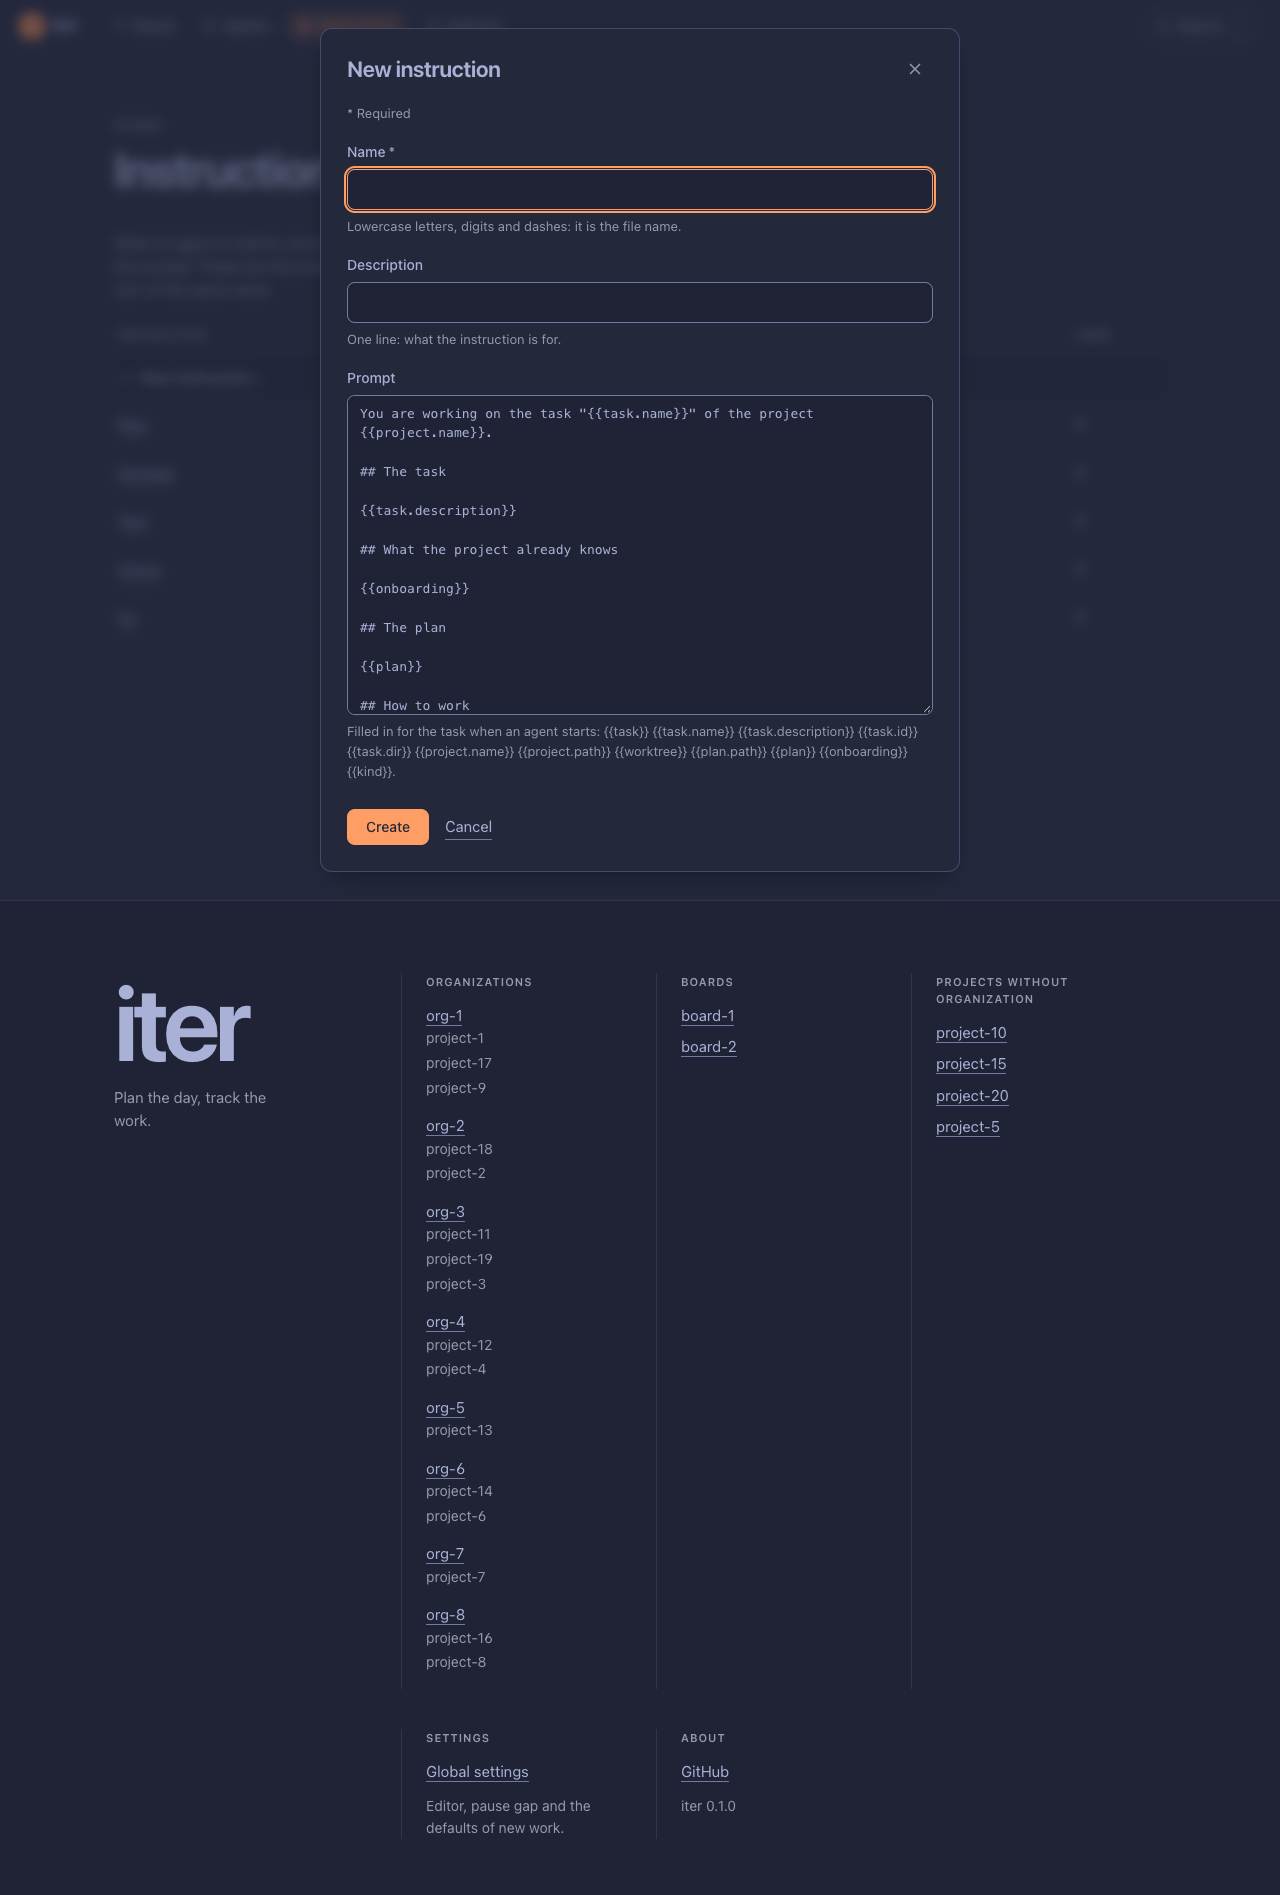 Instruction
New instruction
* Required
Name *
Lowercase letters, digits and dashes: it is the file name.
Description
One line: what the instruction is for.
Prompt
You are working on the task "{{task.name}}" of the project
{{project.name}}.
## The task
{{task.description}}
## What the project already knows
{{onboarding}}
## The plan
{{plan}}
## How to work
Filled in for the task when an agent starts: {{task}} {{task.name}} {{task.description}} {{task.id}}
{{task.dir}} {{project.name}} {{project.path}} {{worktree}} {{plan.path}} {{plan}} {{onboarding}}
{{kind}}.
Create
Cancel
iter
Plan the day, track the
work.
ORGANIZATIONS
org-1
project-1
project-17
project-9
org-2
project-18
project-2
org-3
project-11
project-19
project-3
org-4
project-12
project-4
org-5
project-13
org-6
project-14
project-6
org-7
project-7
org-8
project-16
project-8
BOARDS
board-1
board-2
PROJECTS WITHOUT
ORGANIZATION
project-10
project-15
project-20
project-5
SETTINGS
Global settings
Editor, pause gap and the
defaults of new work.
ABOUT
GitHub
iter 0.1.0